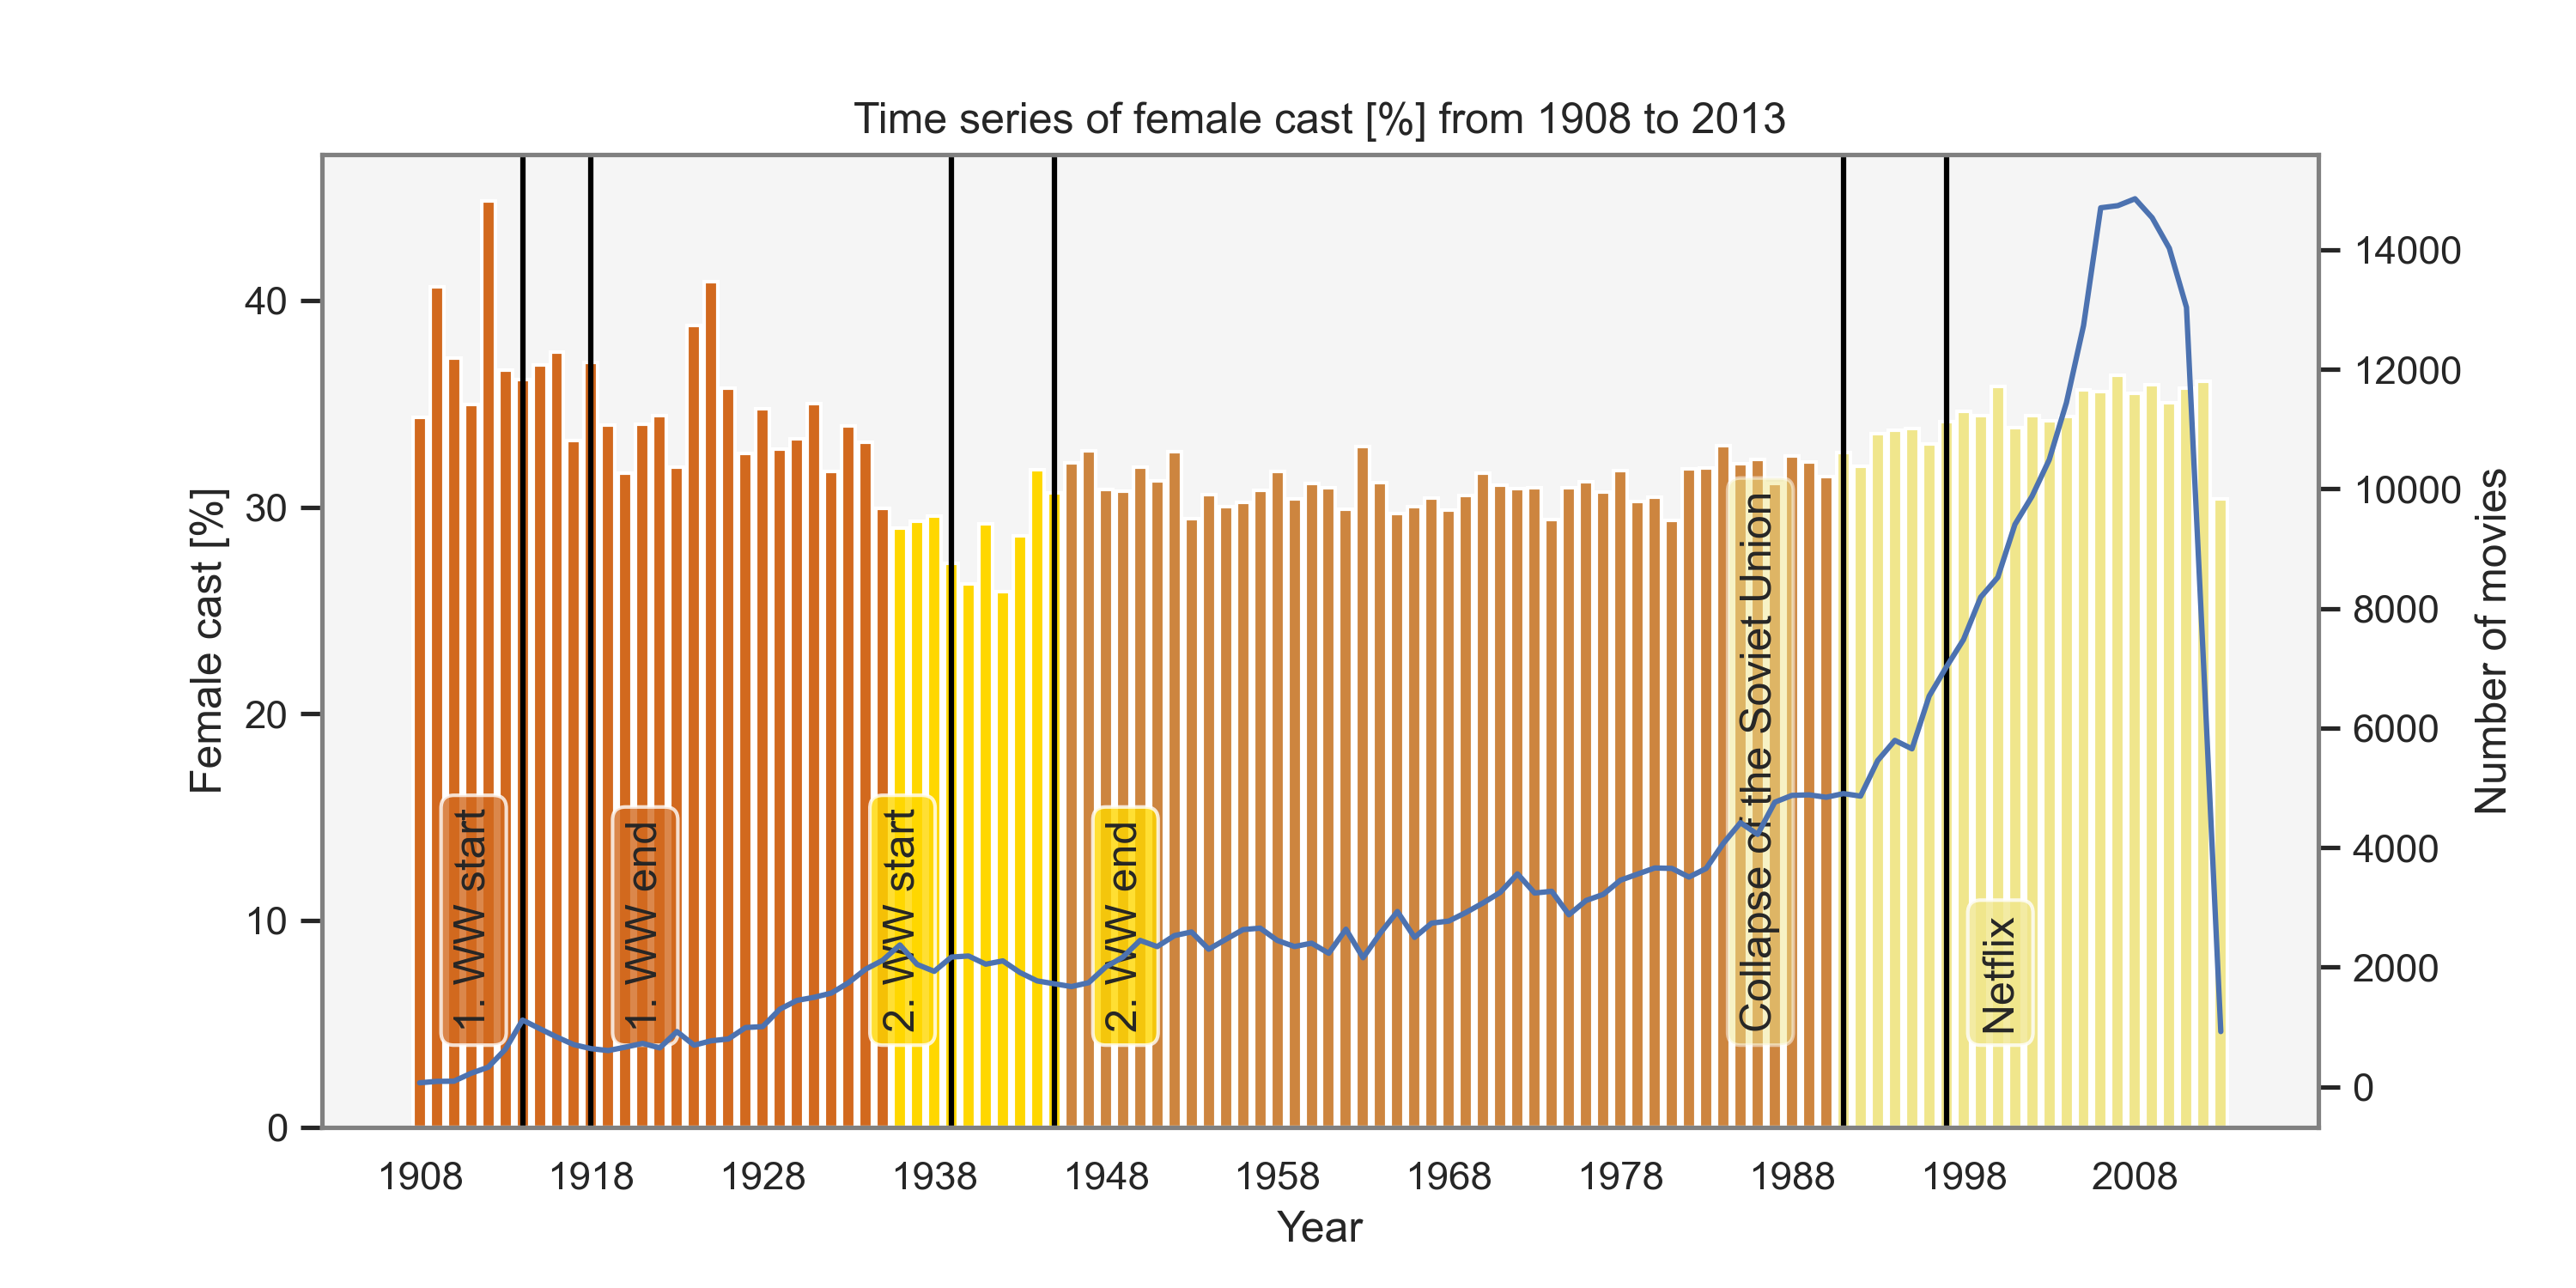 Time series of female cast [%] from 1908 to 2013
Female cast [%]
40
30
20
10
0
1. WW start
1. WW end
2. WW start
2. WW end
Collapse of the Soviet Union
Netflix
14000
12000
10000
8000
6000
4000
2000
0
Number of movies
1908 1918 1928 1938 1948 1958 1968 1978 1988 1998 2008
Year